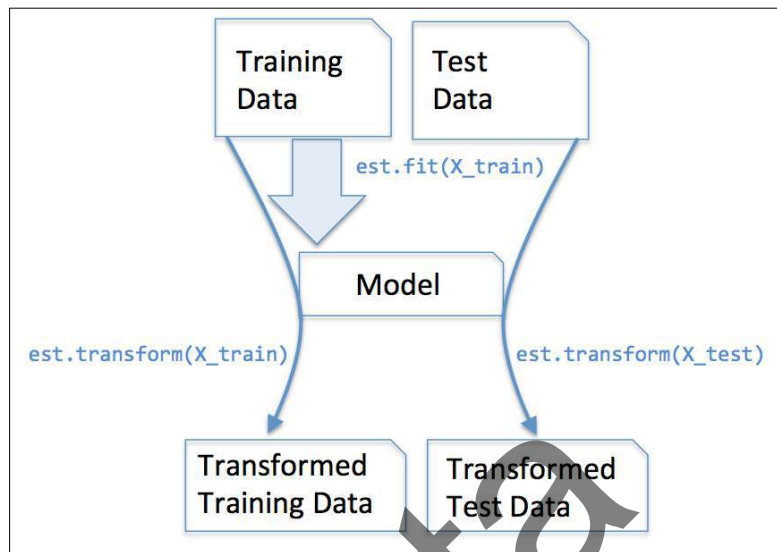 Training
Data
Test
Data
est.fit(X_train)
Model
est.transform(X_train)
est.transform(X_test)
Transformed
Training Data
Transformed
Test Data